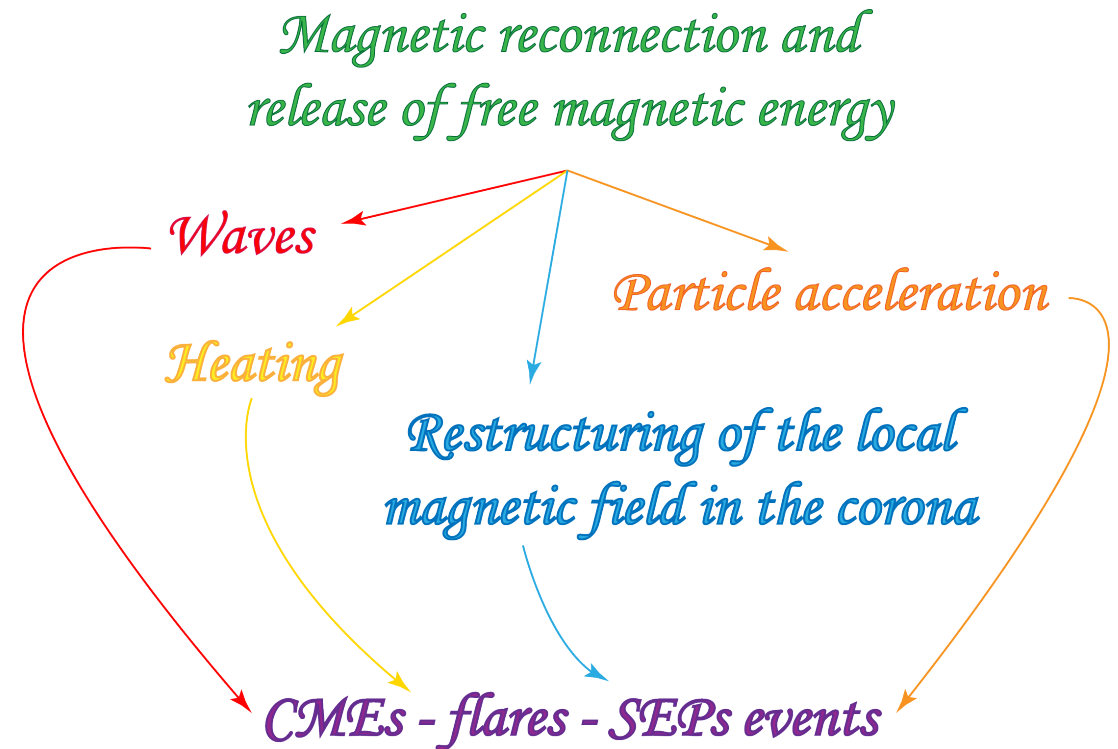 Magnetic reconnection and
release of free magnetic energy
Waves
Particle acceleration
Heating
Restructuring of the local
magnetic field in the corona
CMEs - flares - SEPs events